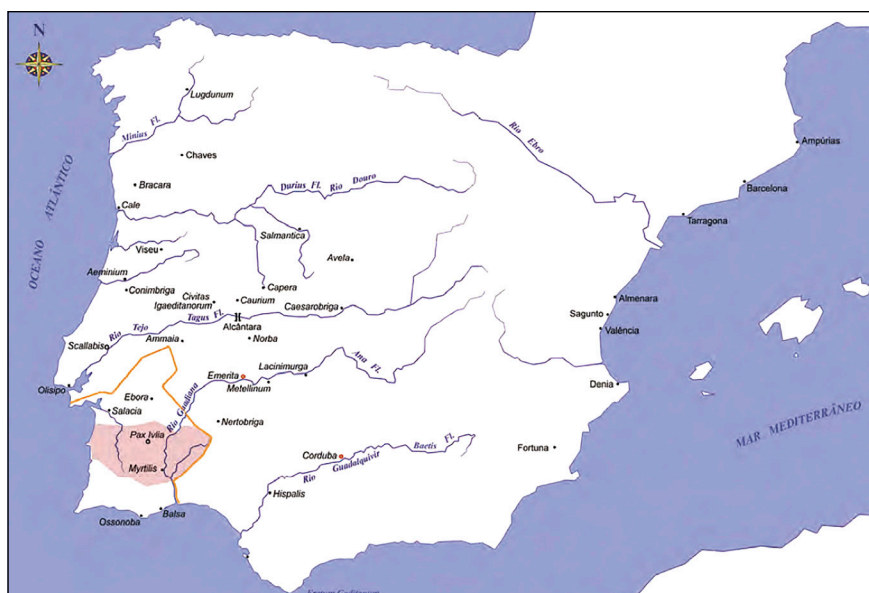 N
Lugdunum
Minius Fl.
Chaves
Bracara
Cale
OCEANO ATLÂNTICO
Durius Fl. Rio Douro
Rio Ebro
Ampúrias
Barcelona
Tarragona
Salmantica
Viseu
Avela
Aeminium
Conimbriga
Civitas
Igaeditanorum
Capera
Caurium
Caesarobriga
Almenara
Sagunto
Valência
Rio Tejo
Tagus Fl.
Alcântara
Scallabis
Ammaia
Norba
Emerita
Lacinimurga
Metellinum
Ana Fl.
Denia
Olisipo
Ebora
Salacia
Rio Guadiana
Nertobriga
MAR MEDITERRÂNEO
Pax Ivlia
Myrtilis
Corduba
Baetis Fl.
Rio Guadalquivir
Fortuna
Hispalis
Balsa
Ossonoba